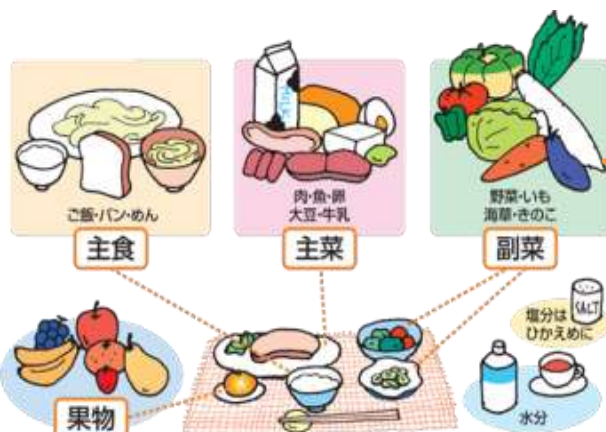 MILK
ご飯・パン・めん
主食
肉・魚・卵
大豆・牛乳
主菜
野菜・いも
海草・きのこ
副菜
SALT
塩分は
ひかえめに
果物
水分